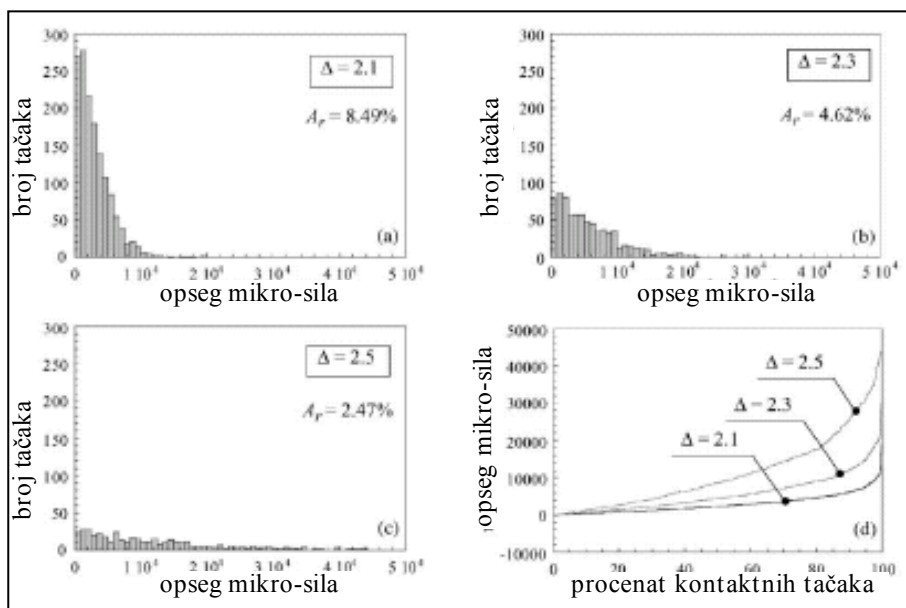 300
250
200
150
100
50
0
broj tačaka
Δ = 2.1
A_r = 8.49%
(a)
0 1 10⁴ 2 10⁴ 3 10⁴ 4 10⁴ 5 10⁴
opseg mikro-sila
300
250
200
150
100
50
0
broj tačaka
Δ = 2.3
A_r = 4.62%
(b)
0 1 10⁴ 2 10⁴ 3 10⁴ 4 10⁴ 5 10⁴
opseg mikro-sila
300
250
200
150
100
50
0
broj tačaka
Δ = 2.5
A_r = 2.47%
(c)
0 1 10⁴ 2 10⁴ 3 10⁴ 4 10⁴ 5 10⁴
opseg mikro-sila
50000
40000
30000
20000
10000
0
-10000
opseg mikro-sila
Δ = 2.5
Δ = 2.3
Δ = 2.1
(d)
0 20 40 60 80 100
procenat kontaktnih tačaka